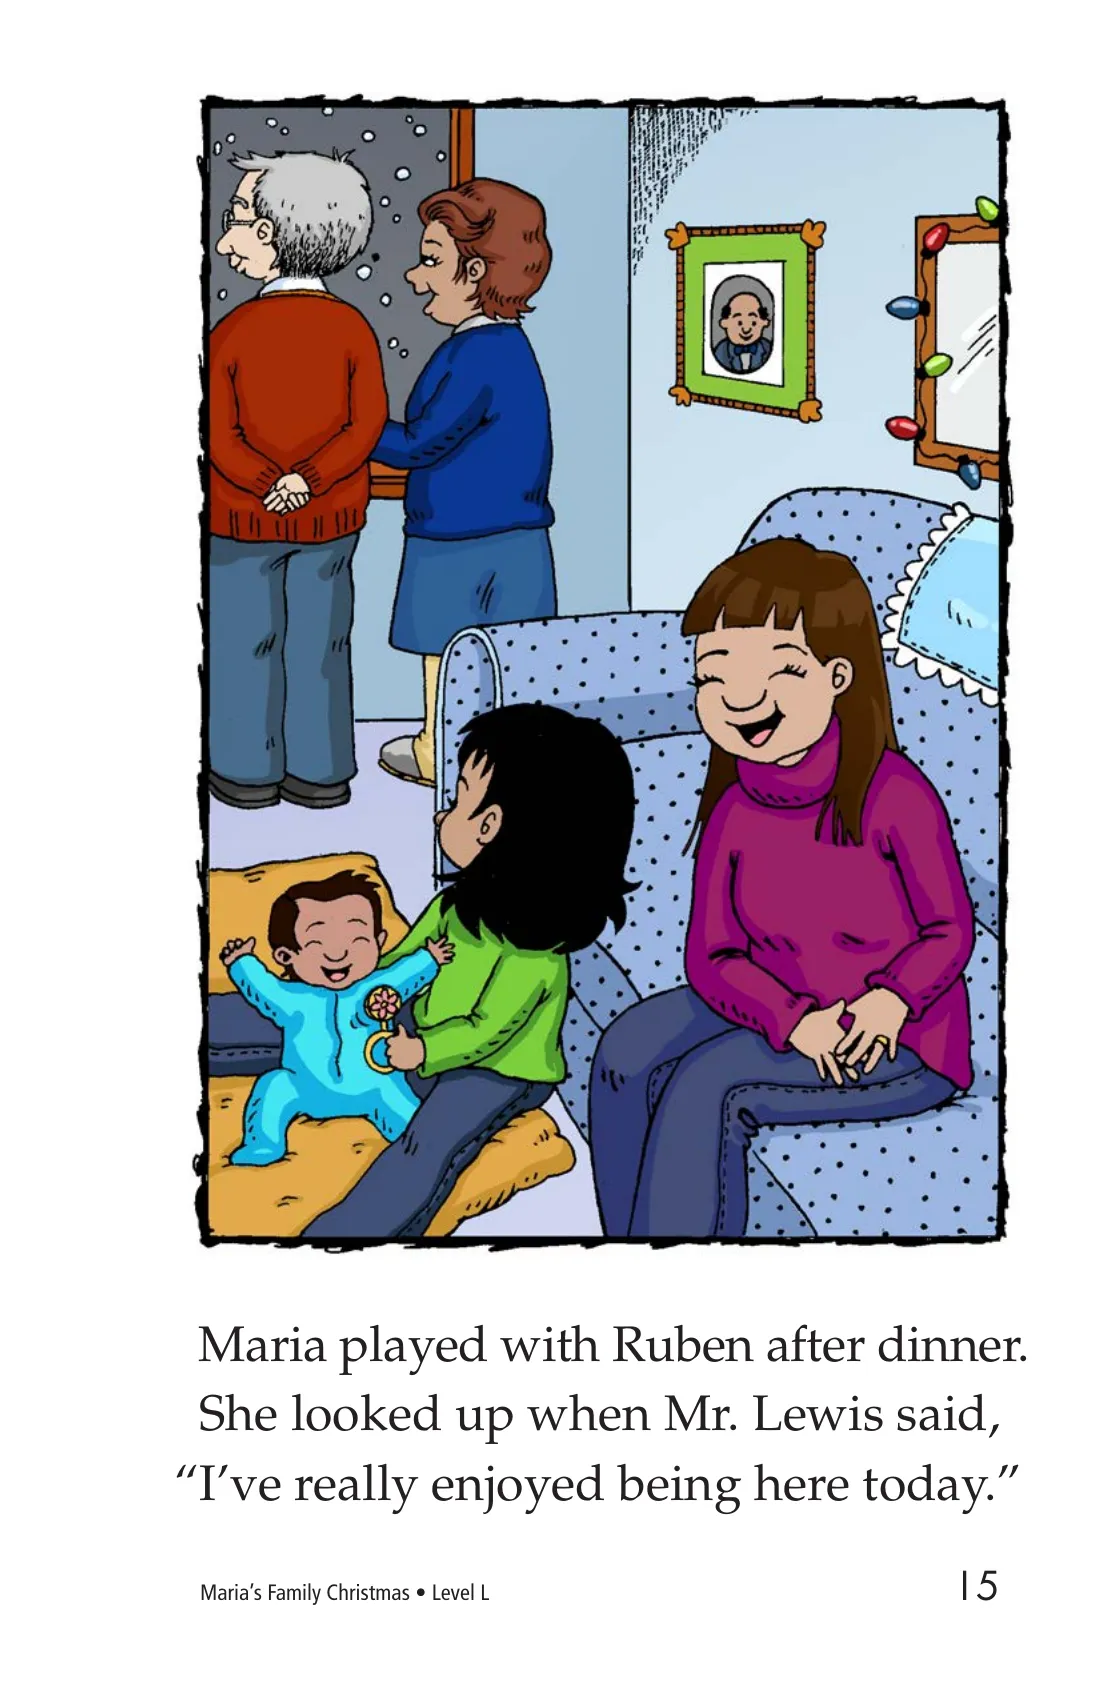 Maria played with Ruben after dinner.
She looked up when Mr. Lewis said,
“I’ve really enjoyed being here today.”
Maria’s Family Christmas • Level L
15